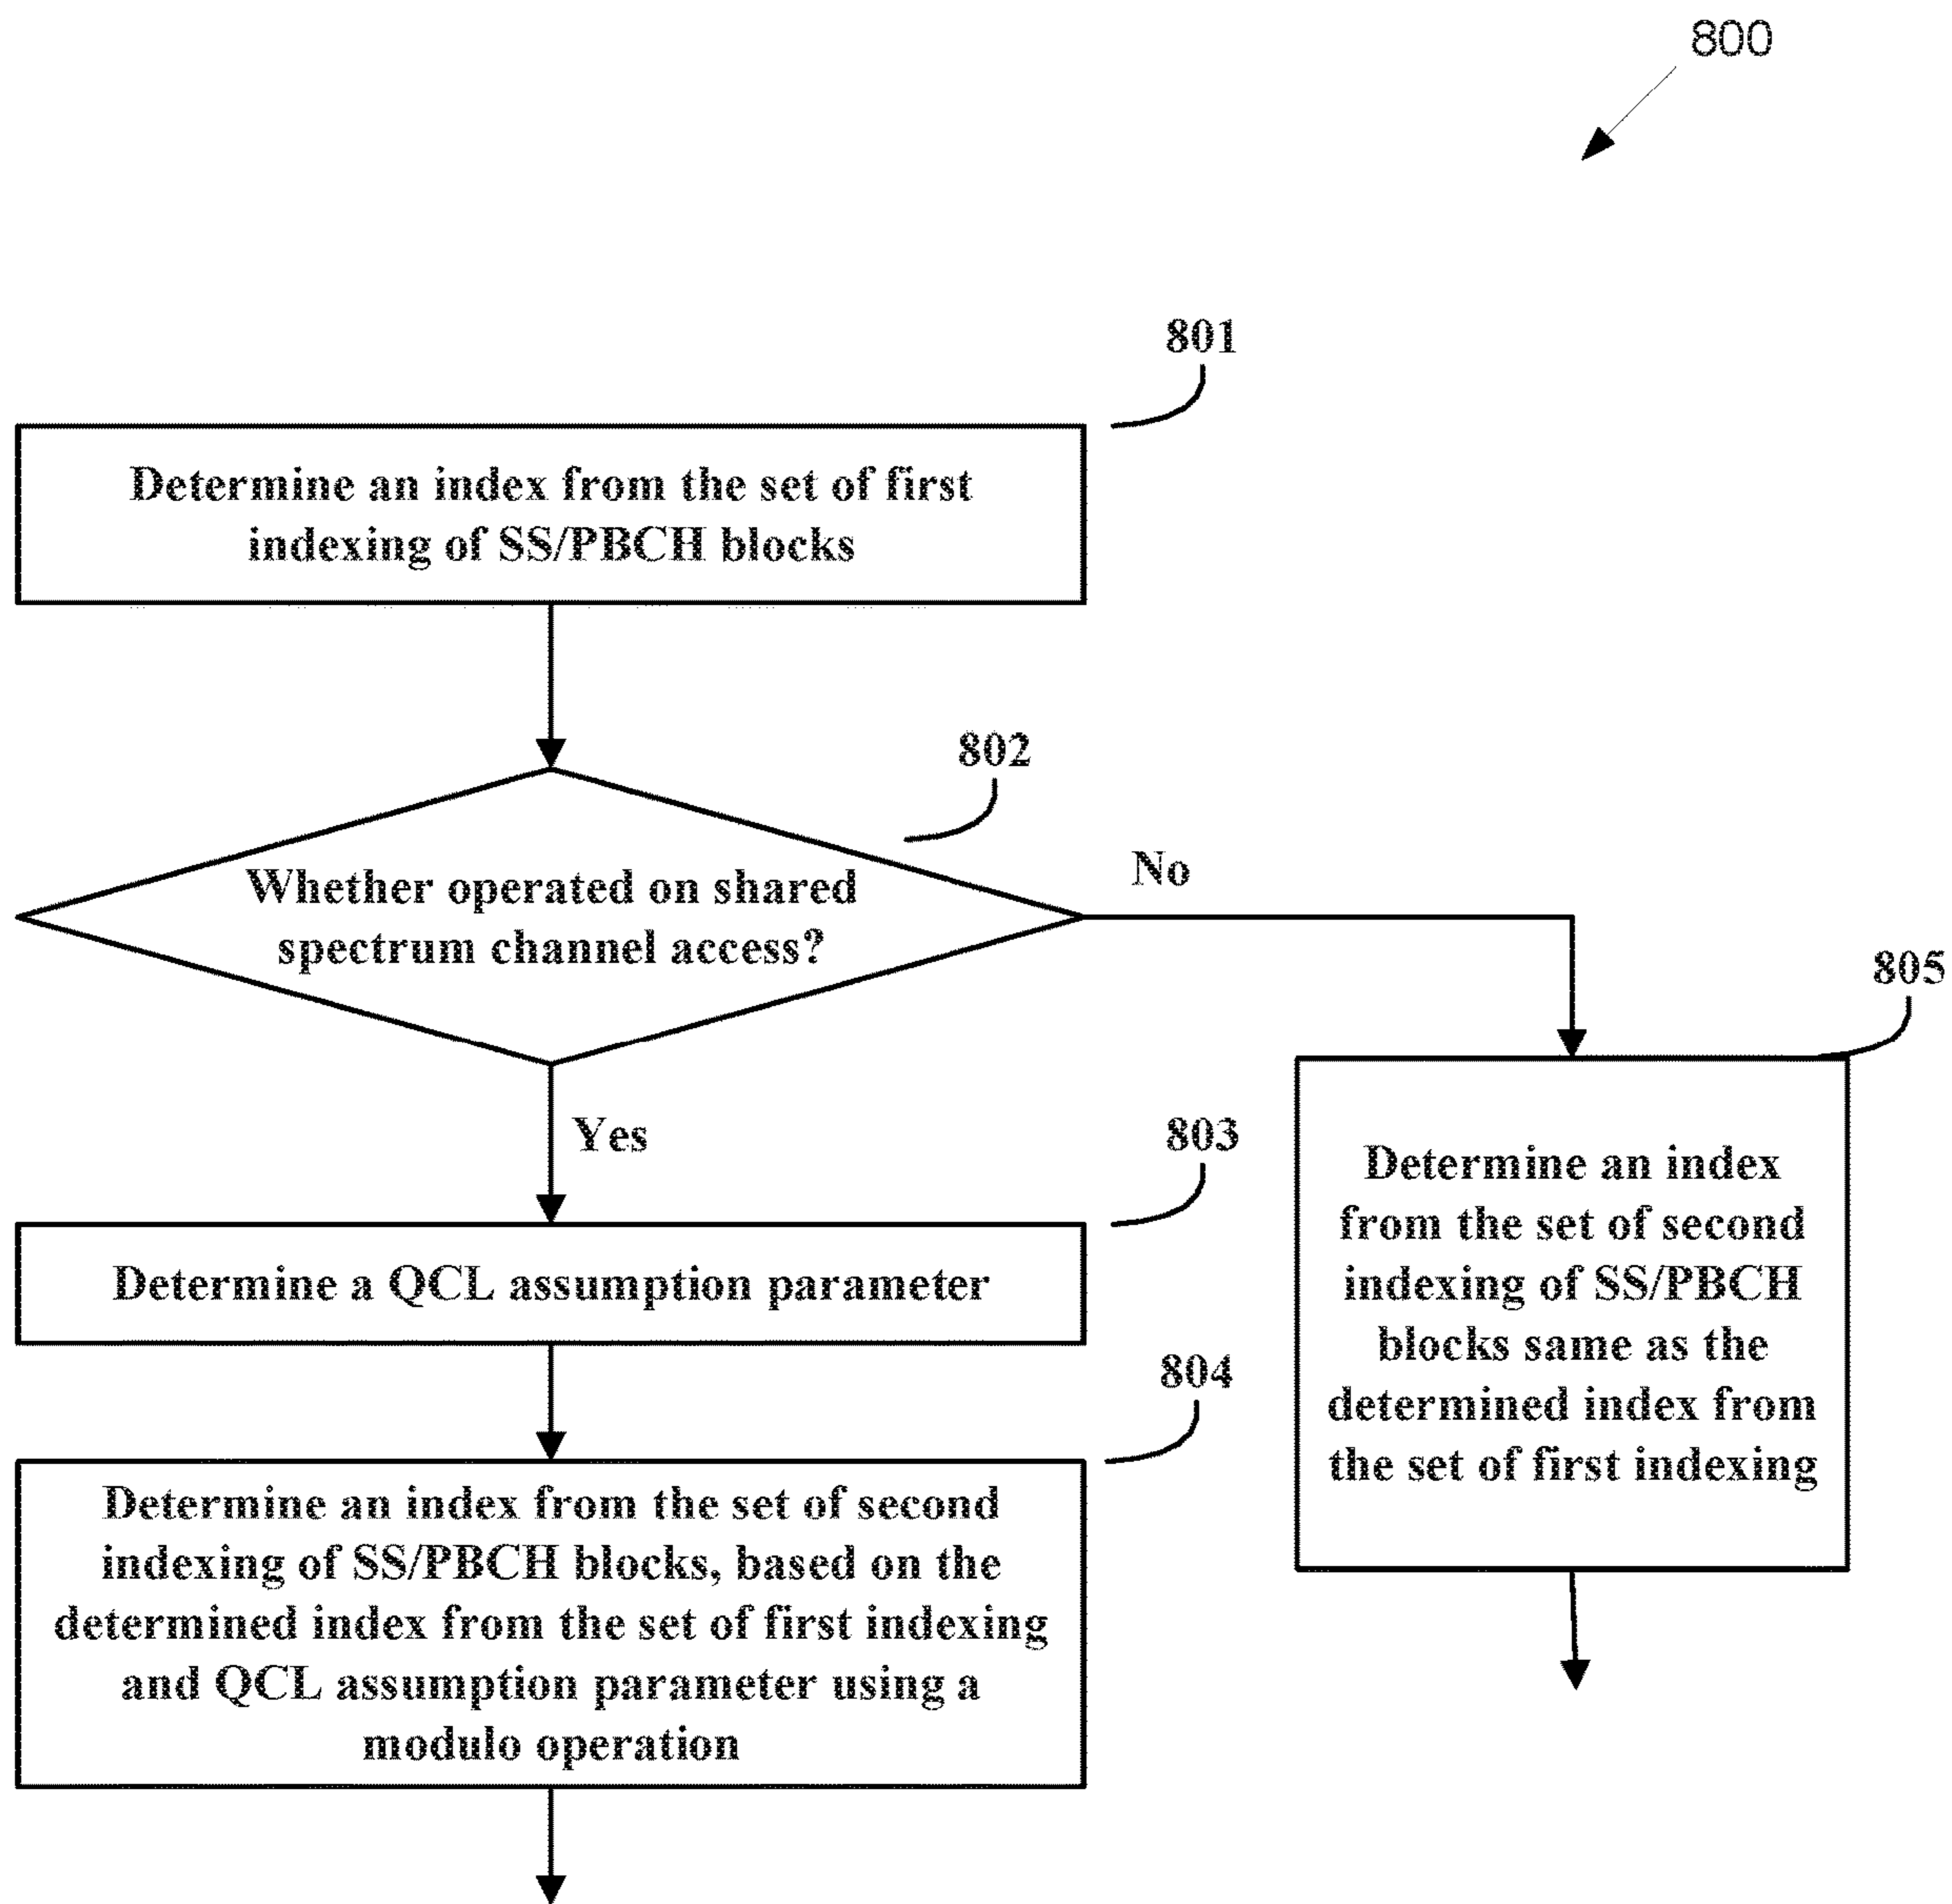 800
801
Determine an index from the set of first
indexing of SS/PBCH blocks
802
Whether operated on shared
spectrum channel access?
No
Yes
805
Determine an index
from the set of second
indexing of SS/PBCH
blocks same as the
determined index from
the set of first indexing
803
Determine a QCL assumption parameter
804
Determine an index from the set of second
indexing of SS/PBCH blocks, based on the
determined index from the set of first indexing
and QCL assumption parameter using a
modulo operation